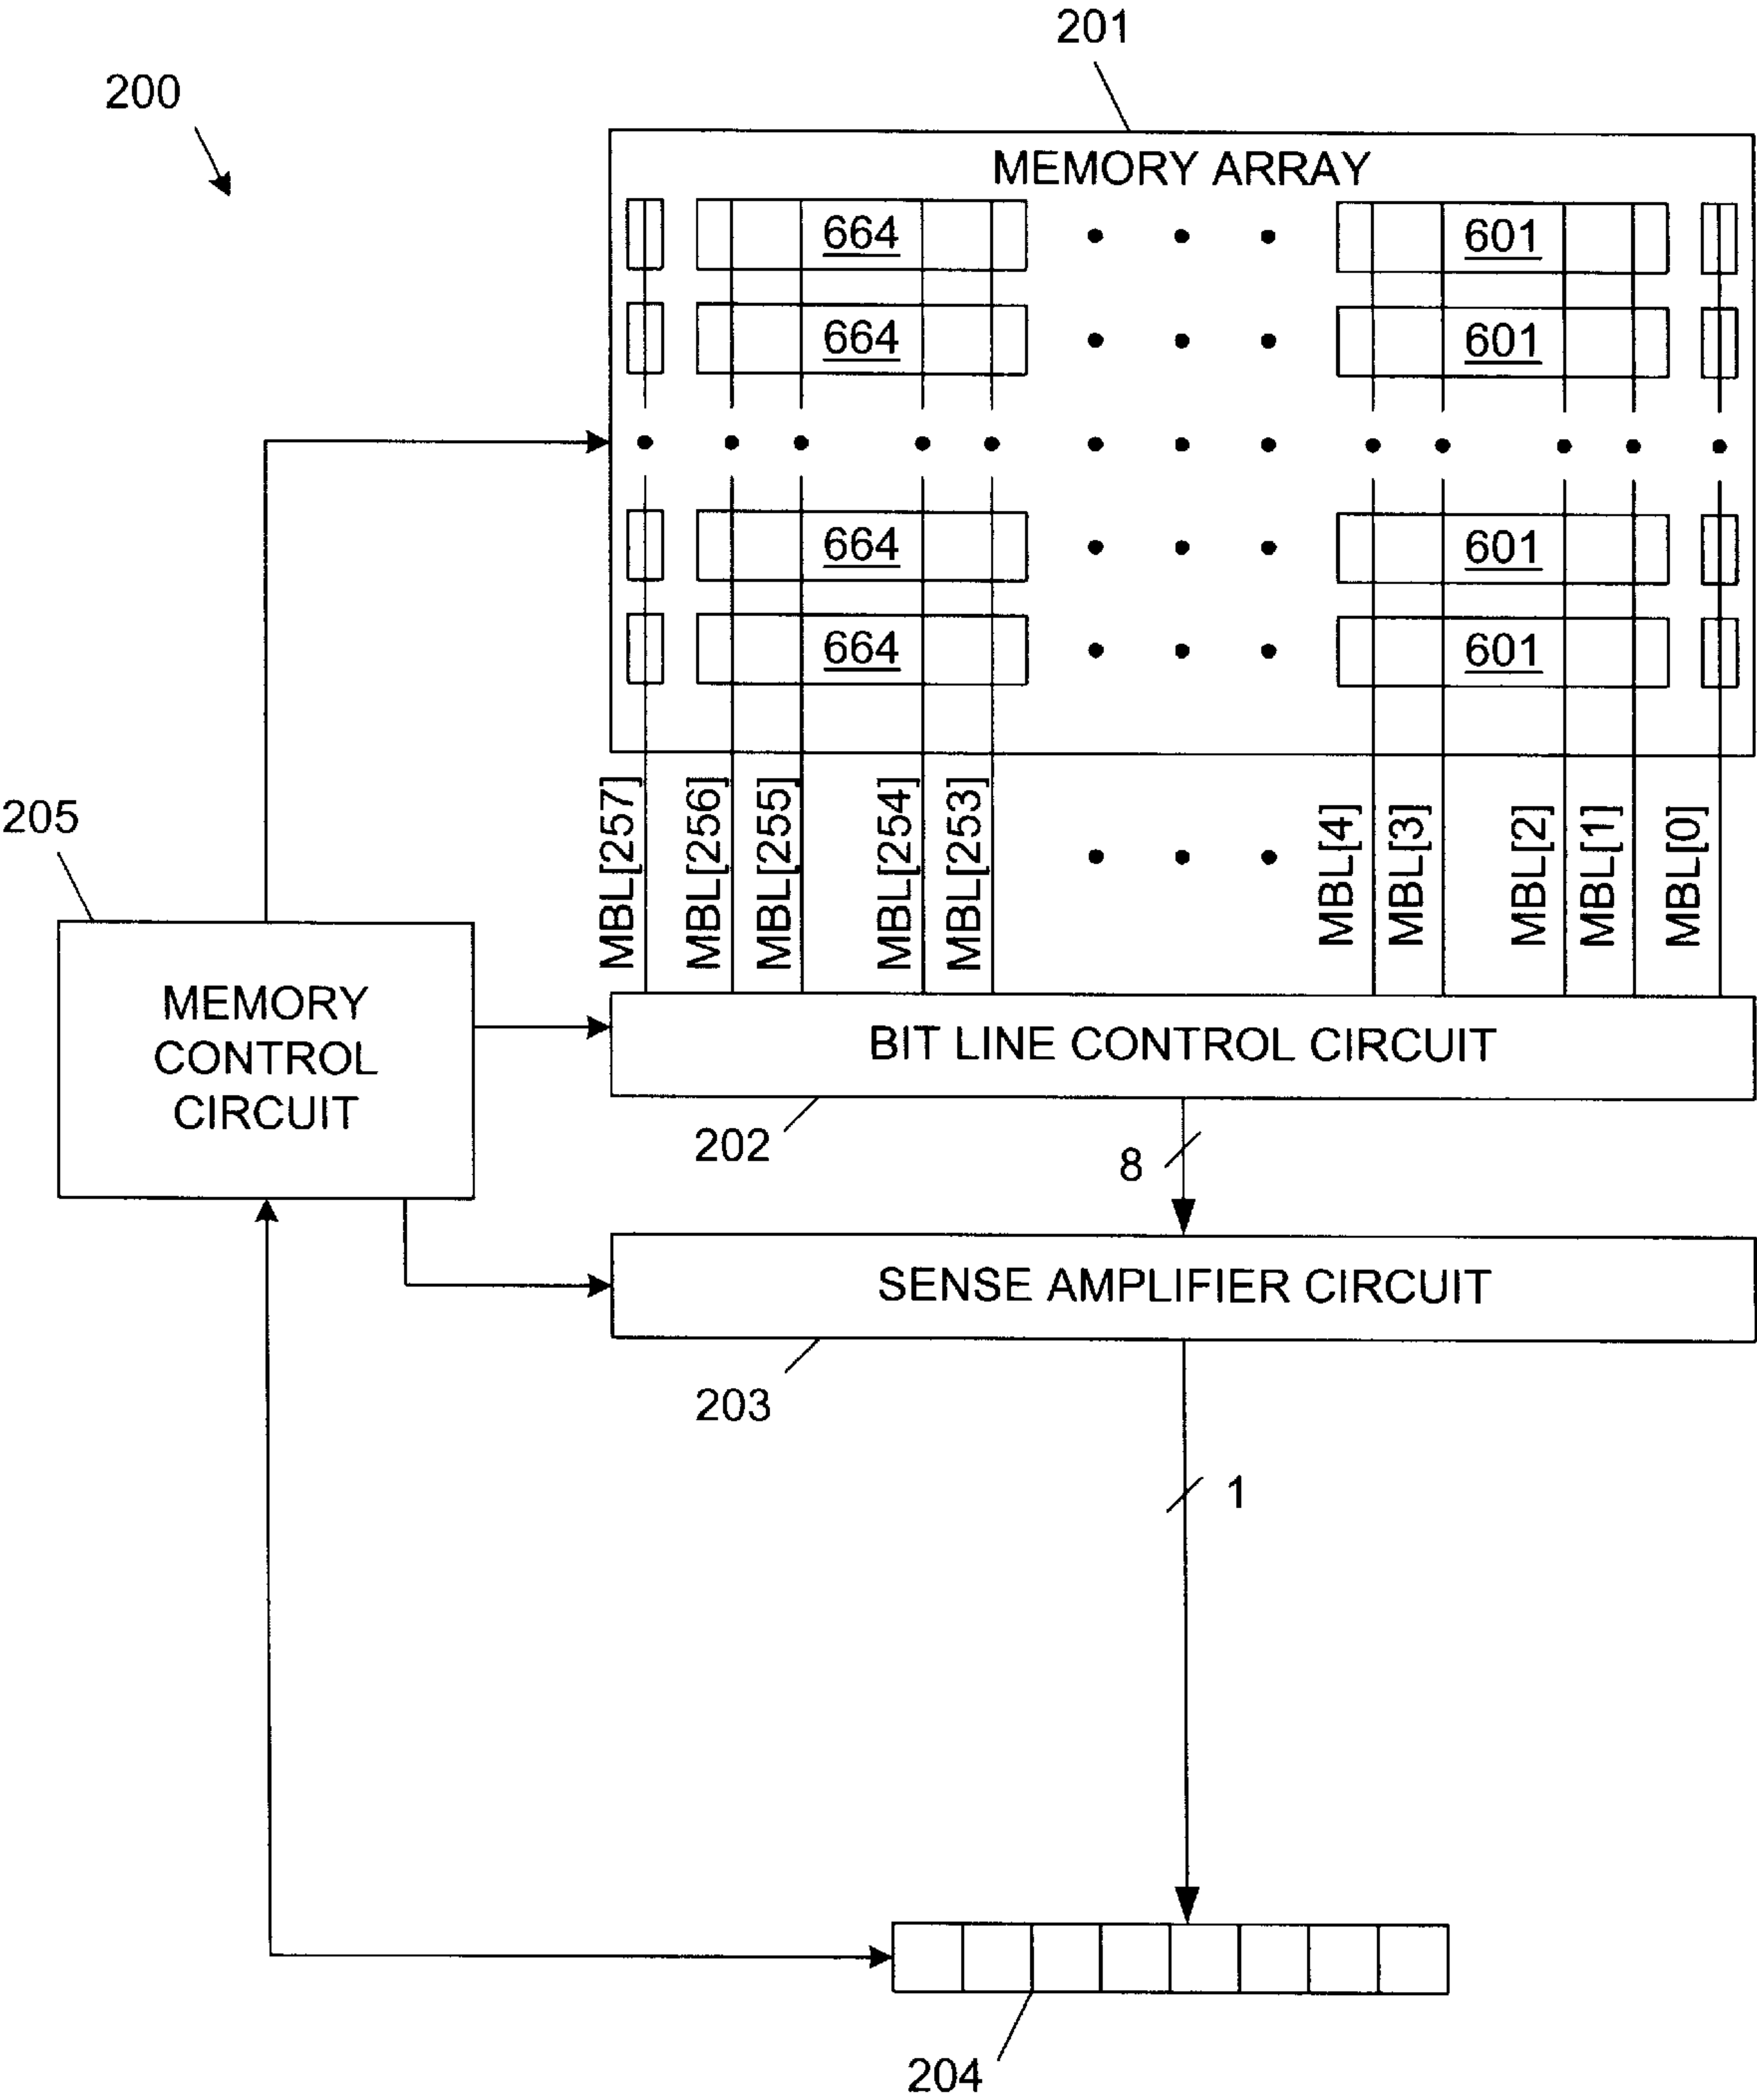 201
200
MEMORY ARRAY
664 601
664 601
664 601
664 601
MBL[257] MBL[256] MBL[255] MBL[254] MBL[253] MBL[4] MBL[3] MBL[2] MBL[1] MBL[0]
205
MEMORY
CONTROL
CIRCUIT
BIT LINE CONTROL CIRCUIT
202
8
SENSE AMPLIFIER CIRCUIT
203
1
204